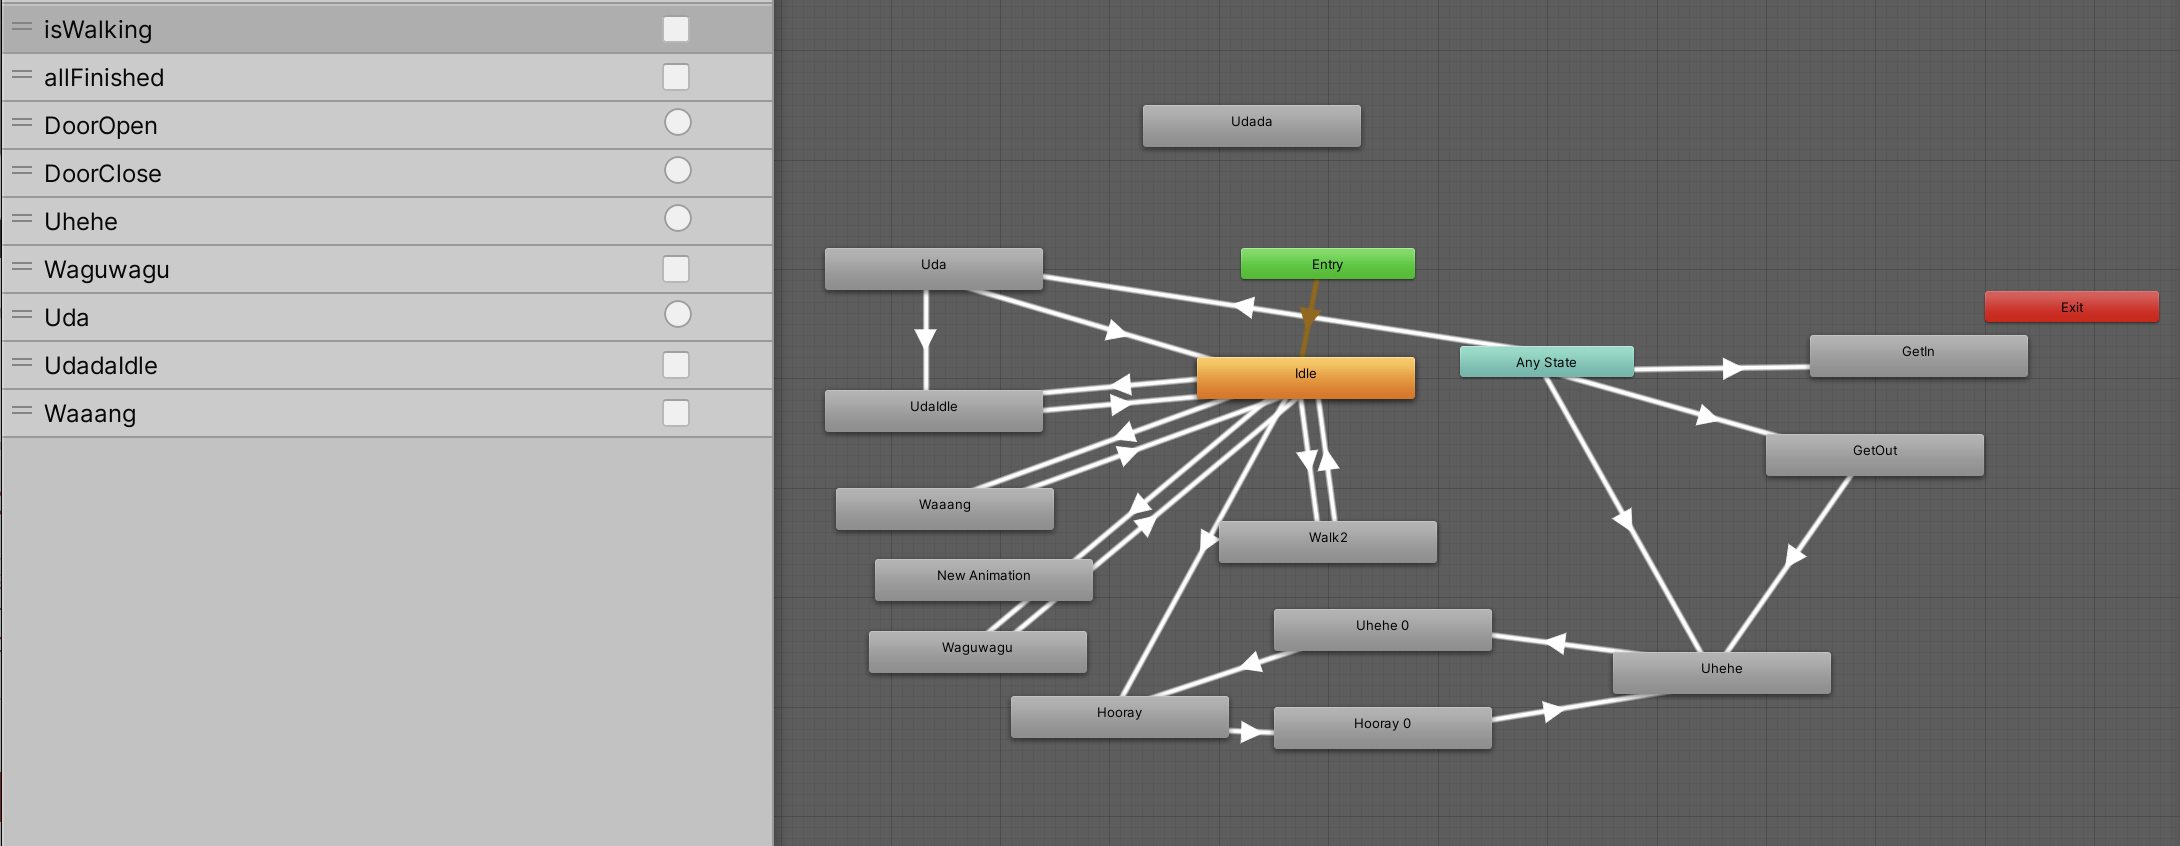 isWalking
allFinished
DoorOpen
DoorClose
Uhehe
Waguwagu
Uda
UdadaIdle
Waaang
Udada
Uda
Entry
Exit
Idle
Any State
GetIn
UdaIdle
GetOut
Waaang
Walk2
New Animation
Uhehe 0
Waguwagu
Uhehe
Hooray
Hooray 0